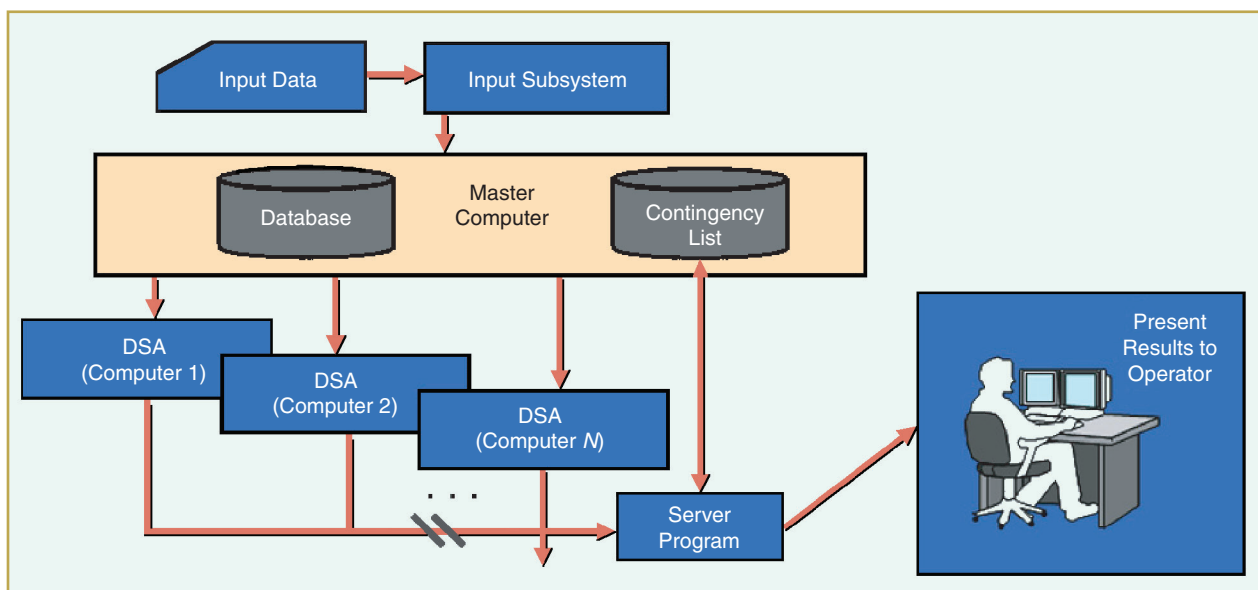 Input Data
Input Subsystem
Database
Master
Computer
Contingency
List
DSA
(Computer 1)
DSA
(Computer 2)
DSA
(Computer N)
. . .
Server
Program
Present
Results to
Operator